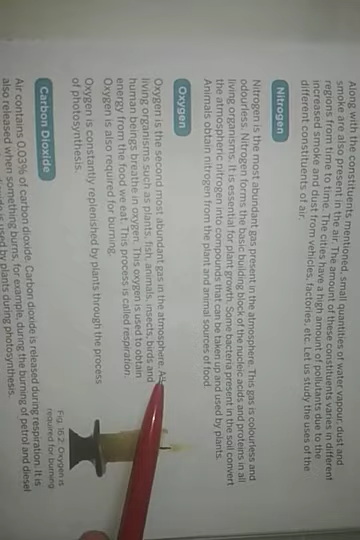 Along with the constituents mentioned, small quantities of water vapour, dust and
smoke are also present in the air. The amount of these constituents varies in different
regions from time to time. The cities have a high amount of pollutants due to the
increased smoke and dust from vehicles, factories, etc. Let us study the uses of the
different constituents of air.
Nitrogen
Nitrogen is the most abundant gas present in the atmosphere. This gas is colourless and
odourless. Nitrogen forms the basic building block of the nucleic acids and proteins in all
living organisms. It is essential for plant growth. Some bacteria present in the soil convert
the atmospheric nitrogen into compounds that can be taken up and used by plants.
Animals obtain nitrogen from the plant and animal sources of food.
Oxygen
Oxygen is the second most abundant gas in the atmosphere. All
living organisms such as plants, fish, animals, insects, birds and
human beings breathe in oxygen. This oxygen is used to obtain
energy from the food we eat. This process is called respiration.
Oxygen is also required for burning.
Oxygen is constantly replenished by plants through the process
of photosynthesis.
Fig. 16.2 Oxygen is
required for burning
Carbon Dioxide
Air contains 0.03% of carbon dioxide. Carbon dioxide is released during respiration. It is
also released when something burns, for example, during the burning of petrol and diesel
is used by plants during photosynthesis.